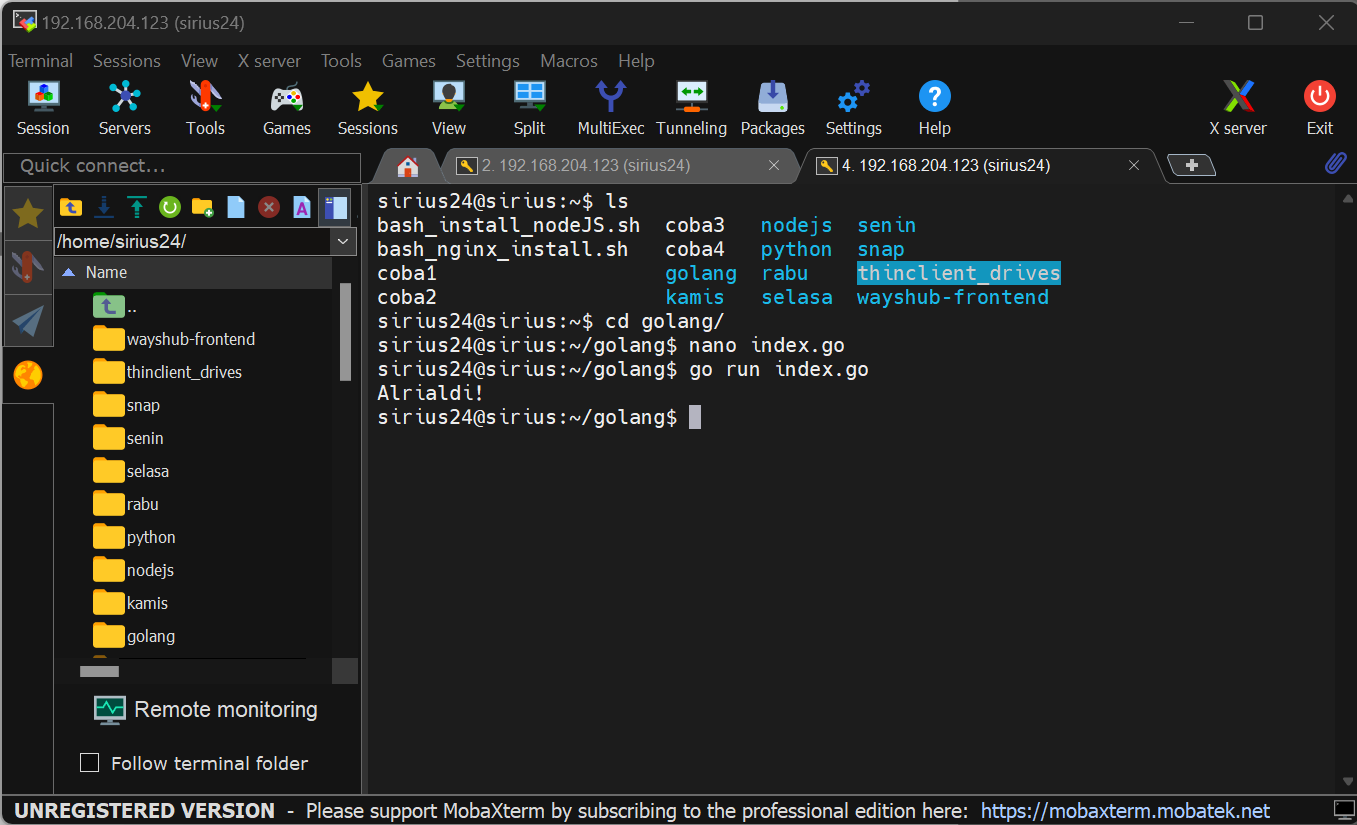 192.168.204.123 (sirius24)
Terminal Sessions View X server Tools Games Settings Macros Help
Session Servers Tools Games Sessions View Split MultiExec Tunneling Packages Settings Help X server Exit
Quick connect...
2. 192.168.204.123 (sirius24)
4. 192.168.204.123 (sirius24)
/home/sirius24/
Name
..
wayshub-frontend
thinclient_drives
snap
senin
selasa
rabu
python
nodejs
kamis
golang
Remote monitoring
Follow terminal folder
sirius24@sirius:~$ ls
bash_install_nodeJS.sh coba3 nodejs senin
bash_nginx_install.sh coba4 python snap
coba1 golang rabu thinclient_drives
coba2 kamis selasa wayshub-frontend
sirius24@sirius:~$ cd golang/
sirius24@sirius:~/golang$ nano index.go
sirius24@sirius:~/golang$ go run index.go
Alrialdi!
sirius24@sirius:~/golang$
UNREGISTERED VERSION - Please support MobaXterm by subscribing to the professional edition here: https://mobaxterm.mobatek.net